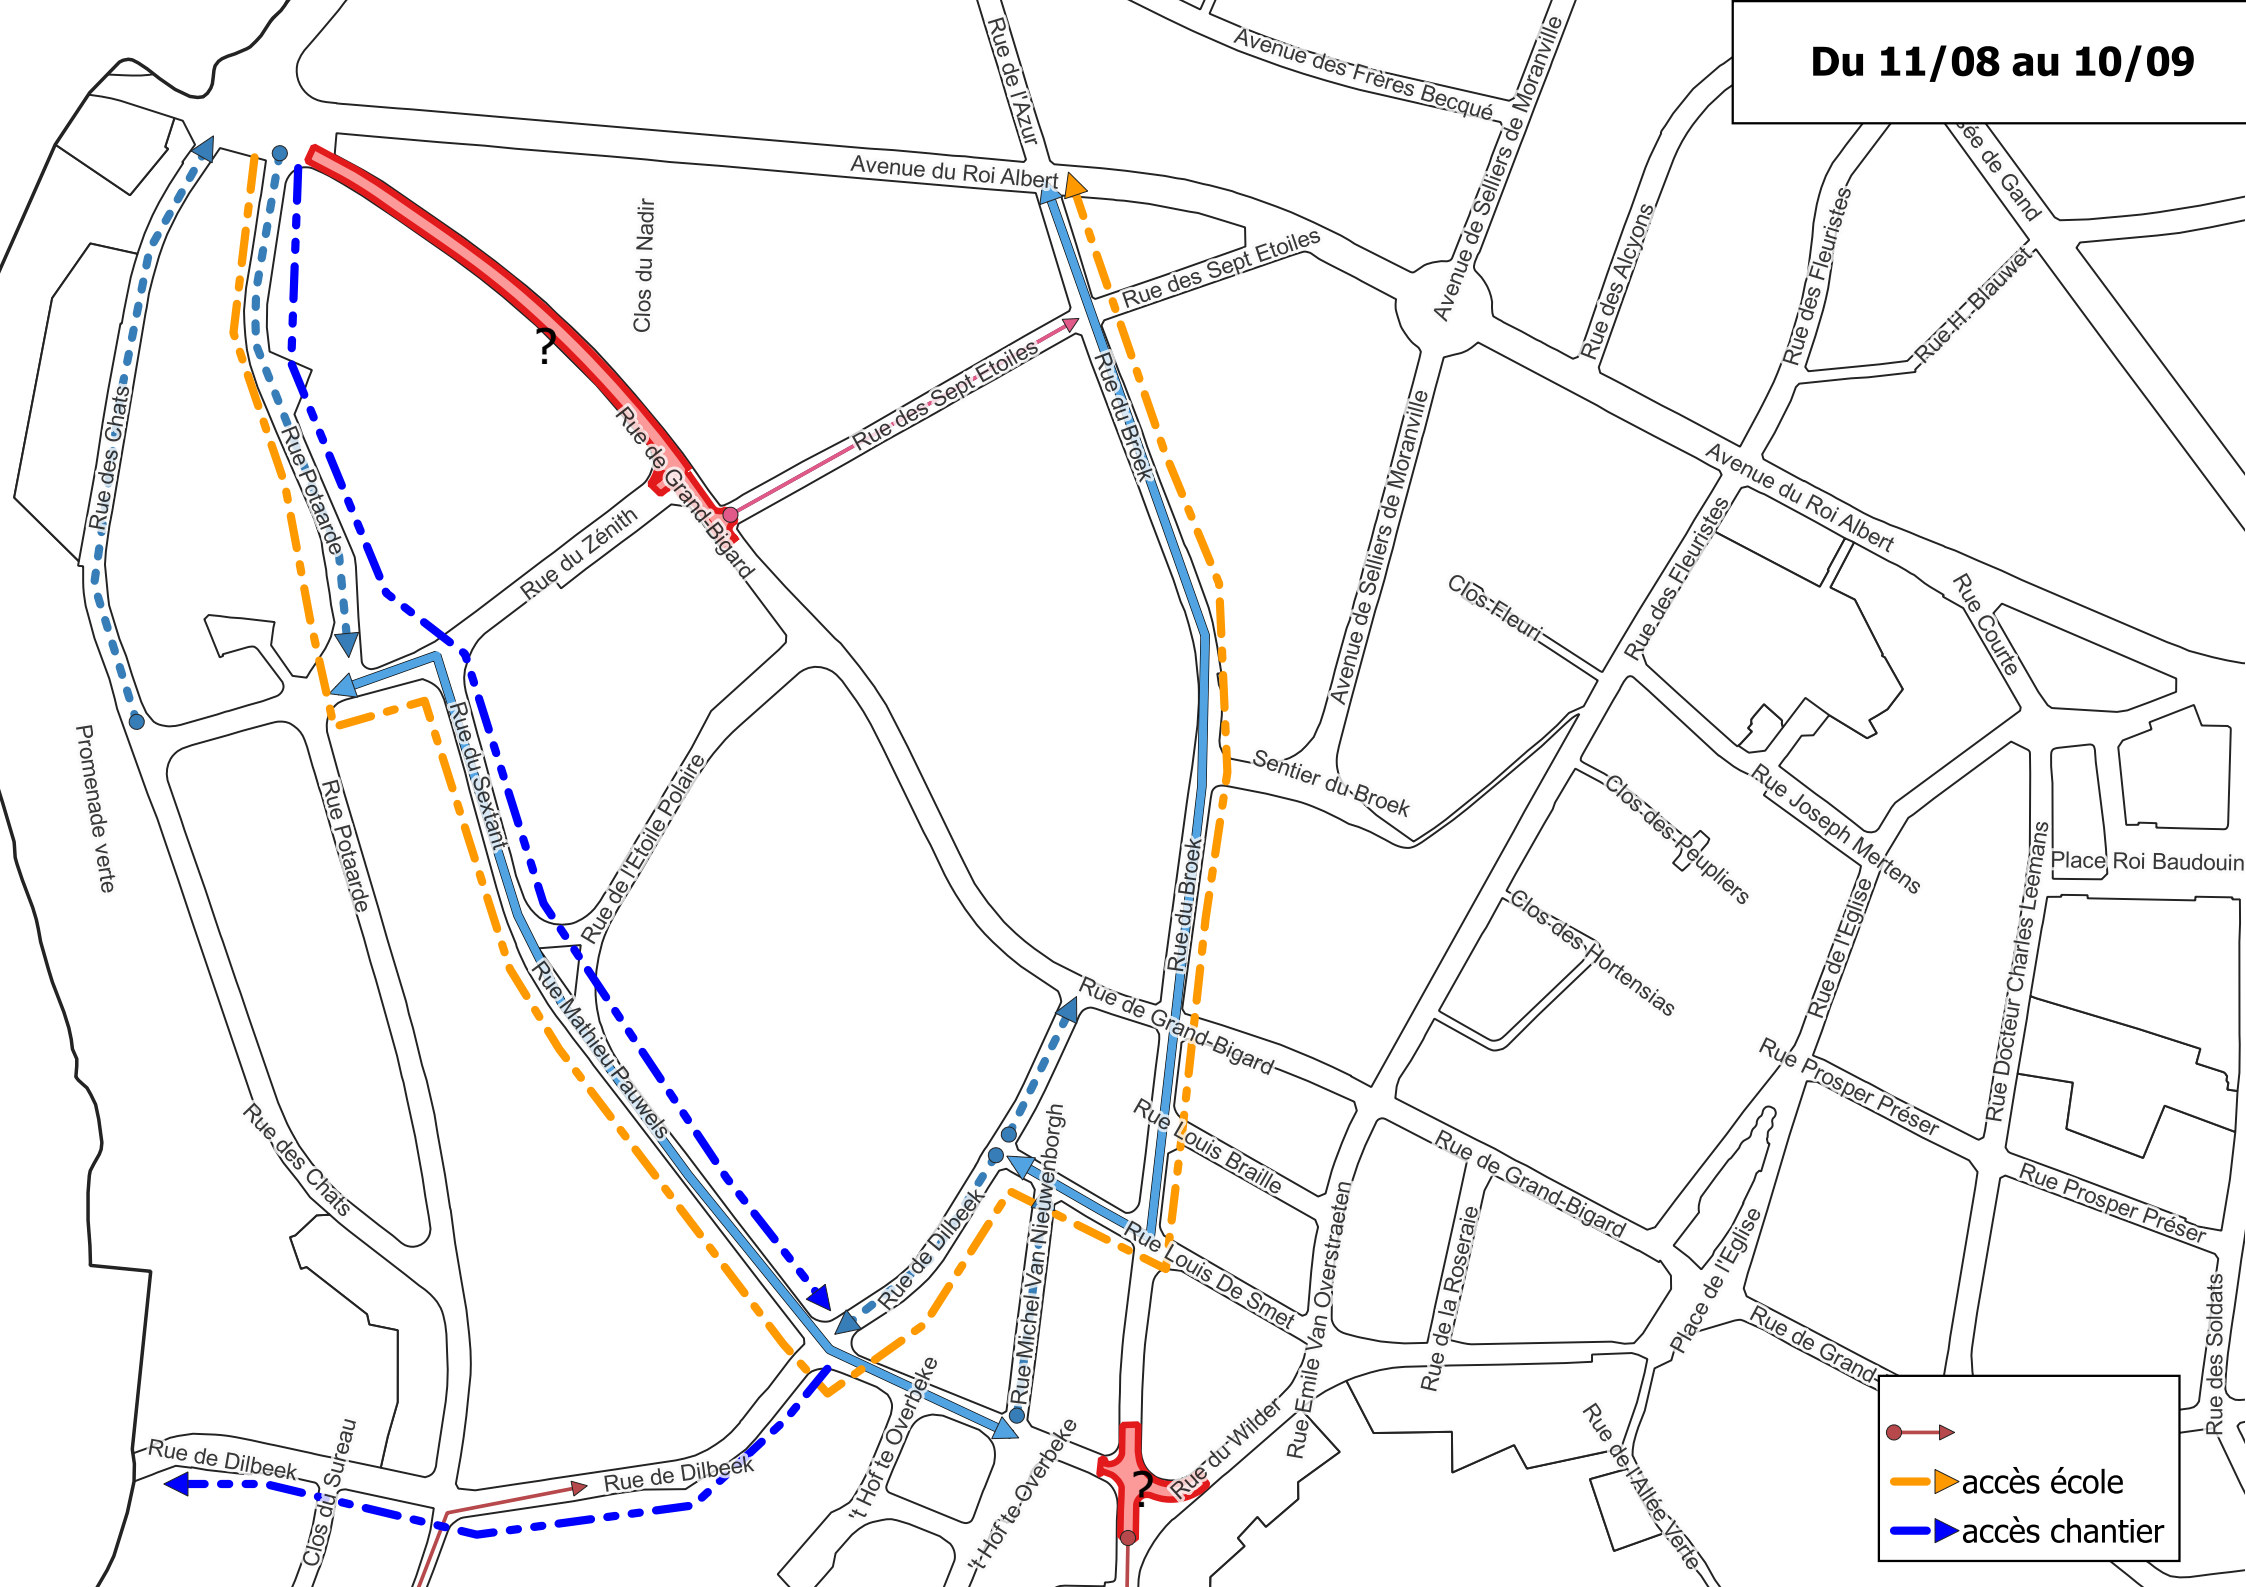 Du 11/08 au 10/09
Rue de l'Azur
Avenue des Frères Becqué
Avenue de Selliers de Moranville
sée de Gand
Avenue du Roi Albert
Clos du Nadir
Rue des Sept Etoiles
Rue des Alcyons
Rue des Fleuristes
Rue H. Blauwet
Rue des Sept Etoiles
?
Rue des Chats
Rue Potaarde
Rue de Grand-Bigard
Rue du Broek
Avenue de Selliers de Moranville
Avenue du Roi Albert
Rue du Zénith
Clos Fleuri
Rue des Fleuristes
Rue Courte
Promenade verte
Rue du Sextant
Rue Potaarde
Rue de l'Etoile Polaire
Sentier du Broek
Clos des Peupliers
Rue Joseph Mertens
Place Roi Baudouin
Rue du Broek
Clos des Hortensias
Rue de l'Eglise
Rue Docteur Charles Leemans
Rue Mathieu Pauwels
Rue de Grand-Bigard
Rue Prosper Préser
Rue des Chats
Rue Louis Braille
Rue de Grand-Bigard
Rue Prosper Préser
Rue de Dilbeek
Rue Michel Van Nieuwenborgh
Rue Louis De Smet
Rue Emile Van Overstraeten
Rue de la Roseraie
Place de l'Eglise
Rue de Grand-
Rue des Soldats
Rue de Dilbeek
Clos du Sureau
Rue de Dilbeek
't Hof te Overbeke
't Hof te Overbeke
?
Rue du Wilder
Rue de l'Allée Verte
accès école
accès chantier